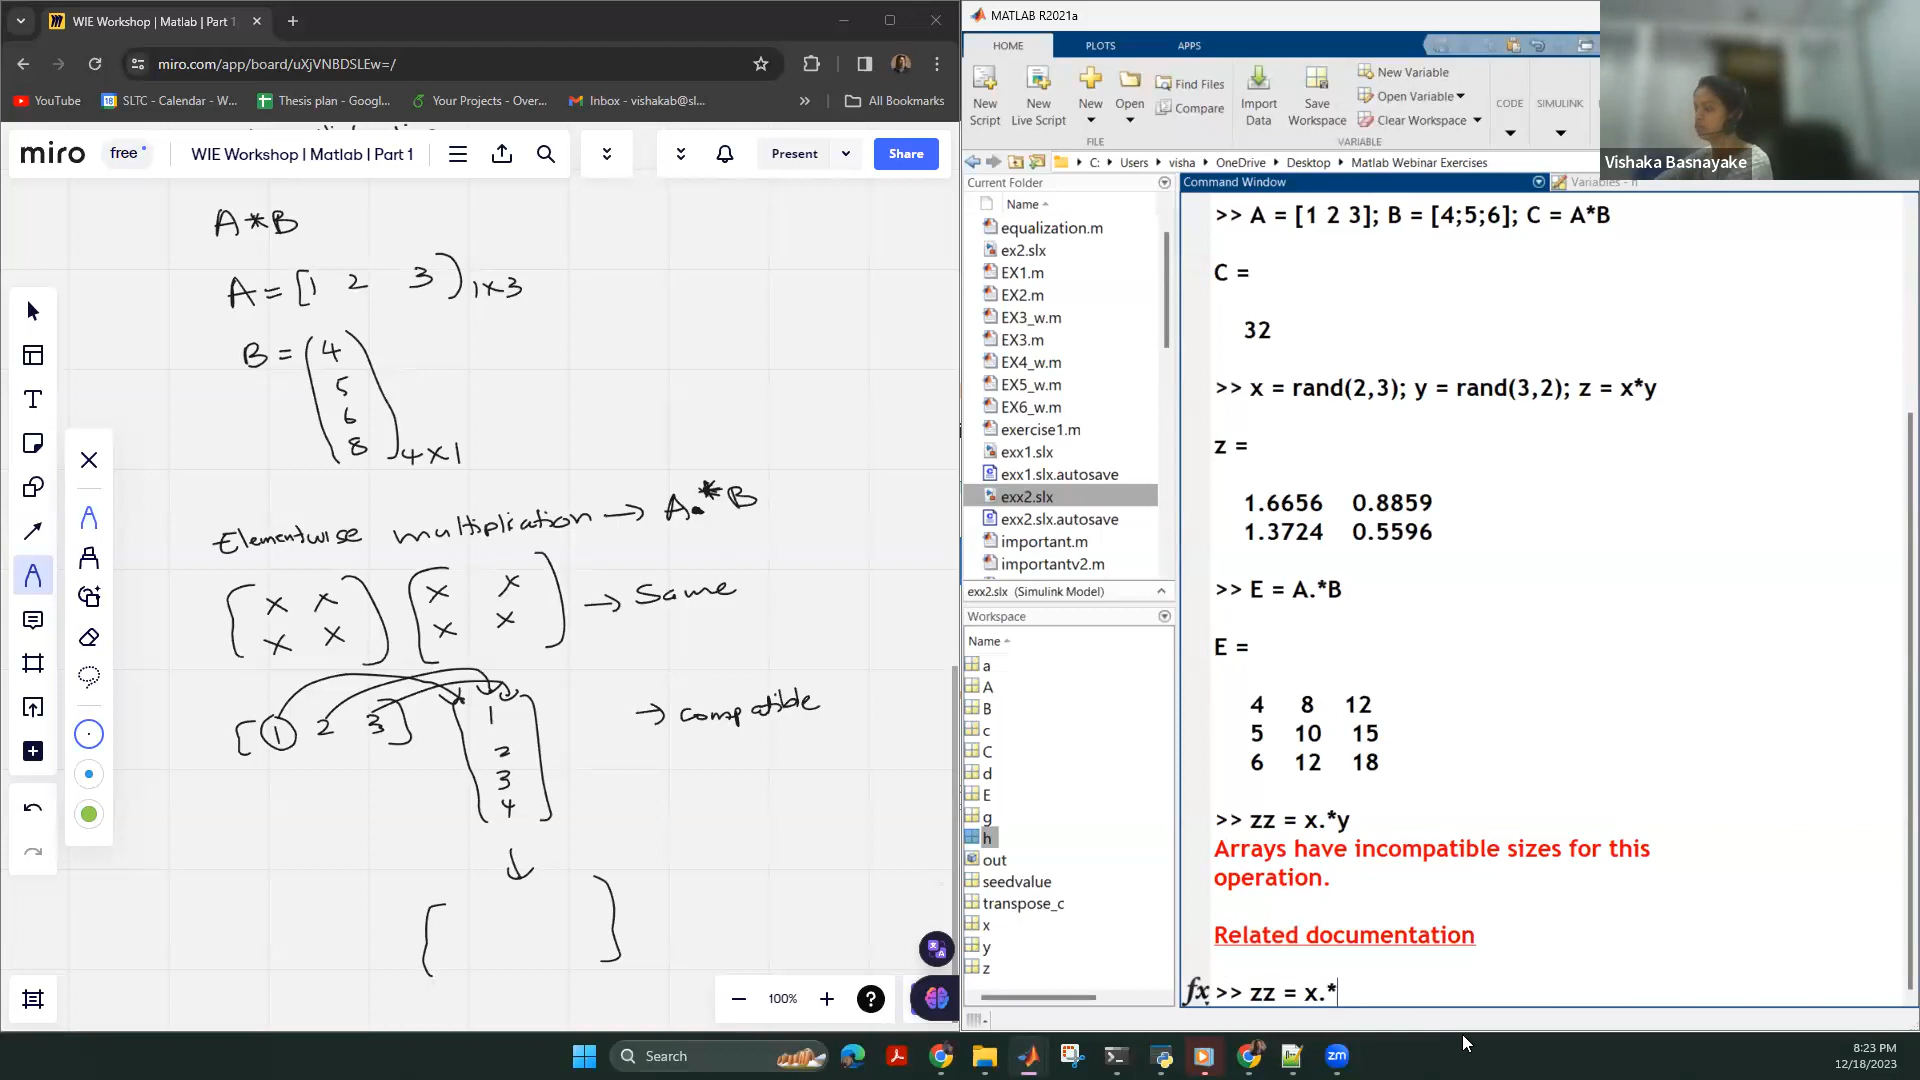 WIE Workshop | Matlab | Part 1
miro.com/app/board/uXjVNBDSLEw=/
YouTube
SLTC - Calendar - W...
Thesis plan - Googl...
Your Projects - Over...
Inbox - vishakab@sl...
All Bookmarks
miro
free
WIE Workshop | Matlab | Part 1
Present
Share
A*B
A = [1 2 3) 1x3
B = (4
5
6
8) 4x1
Elementwise multiplication → A.*B
[x x] [x x] → Same
x x x x
[1 2 3] [1 → compatible
2
3
4]
100%
Search
MATLAB R2021a
HOME
PLOTS
APPS
New Script
New Live Script
New
Open
Find Files
Compare
FILE
Import Data
Save Workspace
New Variable
Open Variable
Clear Workspace
VARIABLE
CODE
SIMULINK
Vishaka Basnayake
C:
Users
visha
OneDrive
Desktop
Matlab Webinar Exercises
Current Folder
Name
equalization.m
ex2.slx
EX1.m
EX2.m
EX3_w.m
EX3.m
EX4_w.m
EX5_w.m
EX6_w.m
exercise1.m
exx1.slx
exx1.slx.autosave
exx2.slx
exx2.slx.autosave
important.m
importantv2.m
exx2.slx (Simulink Model)
Workspace
Name
a
A
B
c
C
d
E
g
h
out
seedvalue
transpose_c
x
y
z
Command Window
>> A = [1 2 3]; B = [4;5;6]; C = A*B
C =
32
>> x = rand(2,3); y = rand(3,2); z = x*y
z =
1.6656 0.8859
1.3724 0.5596
>> E = A.*B
E =
4 8 12
5 10 15
6 12 18
>> zz = x.*y
Arrays have incompatible sizes for this
operation.
Related documentation
fx >> zz = x.*
8:23 PM
12/18/2023